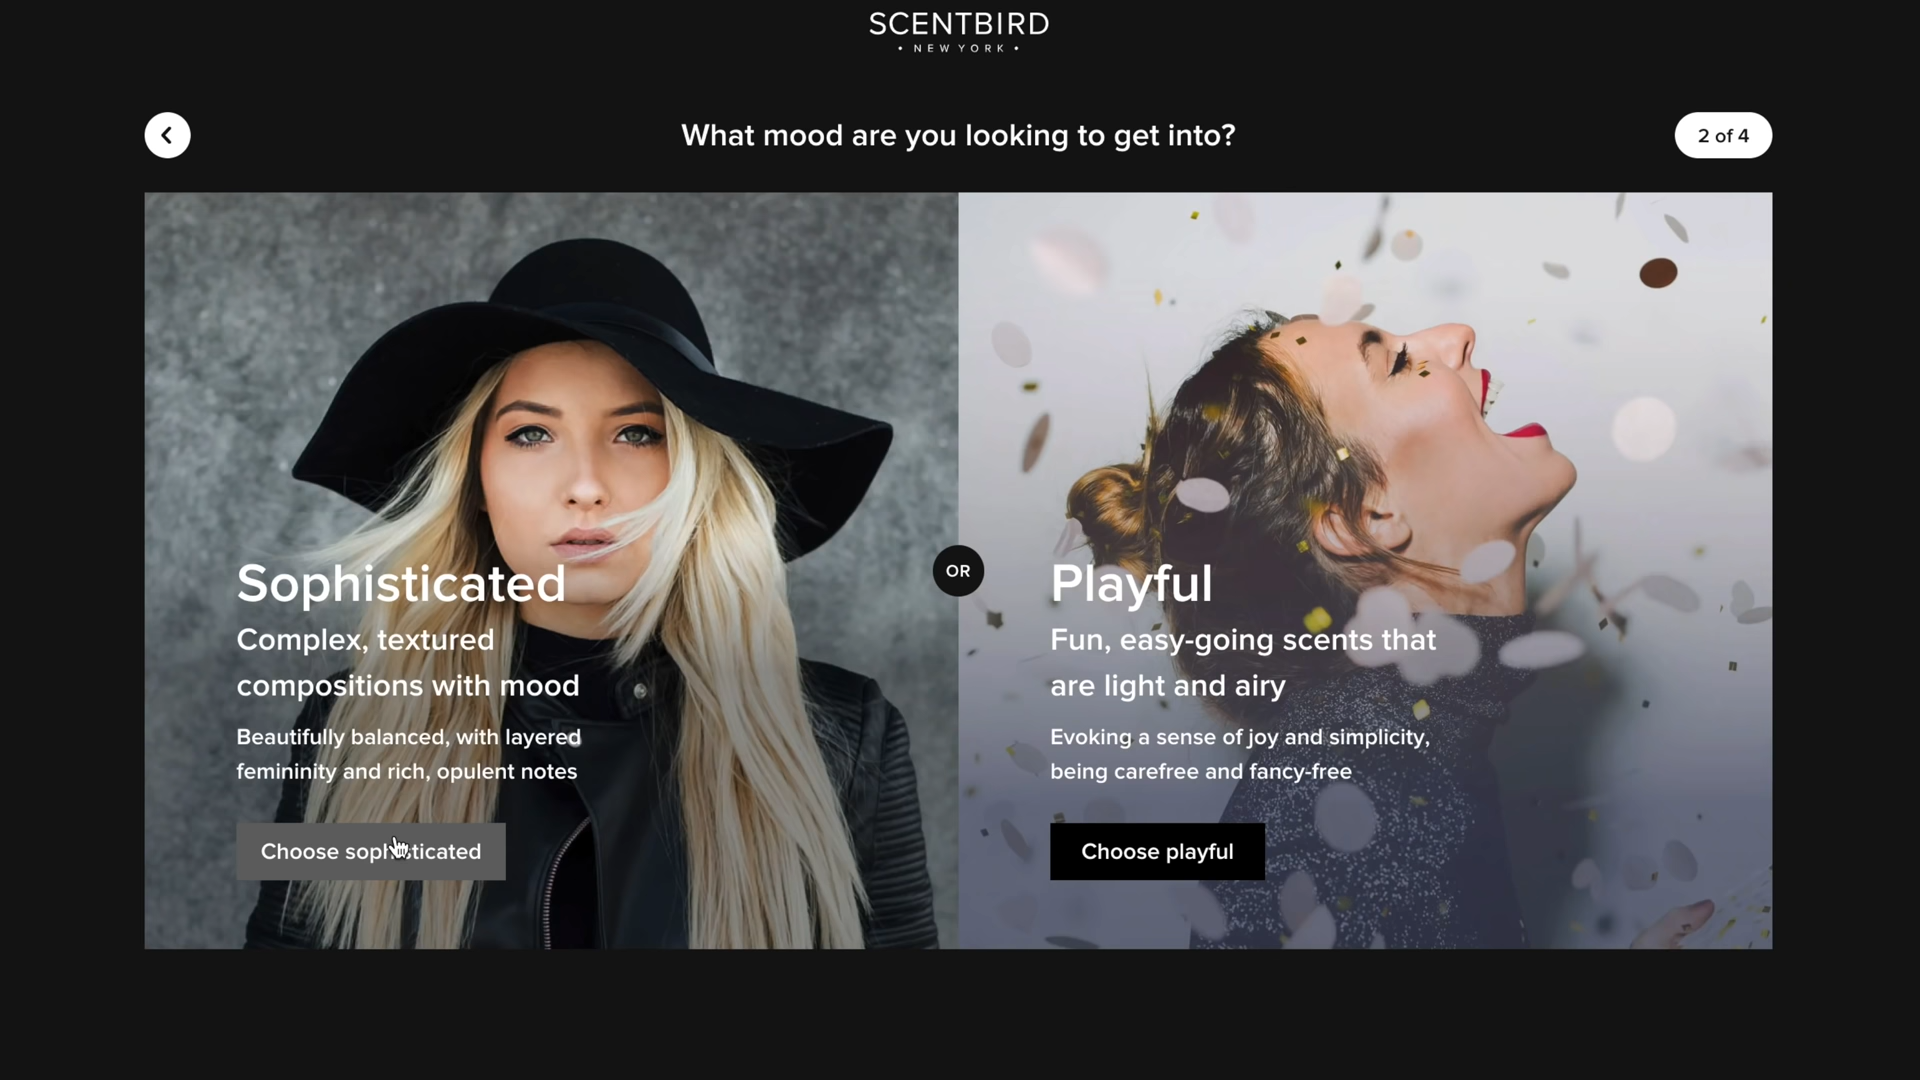 SCENTBIRD
• NEW YORK •
What mood are you looking to get into?
2 of 4
Sophisticated
Complex, textured
compositions with mood
Beautifully balanced, with layered
femininity and rich, opulent notes
Choose sophisticated
OR
Playful
Fun, easy-going scents that
are light and airy
Evoking a sense of joy and simplicity,
being carefree and fancy-free
Choose playful